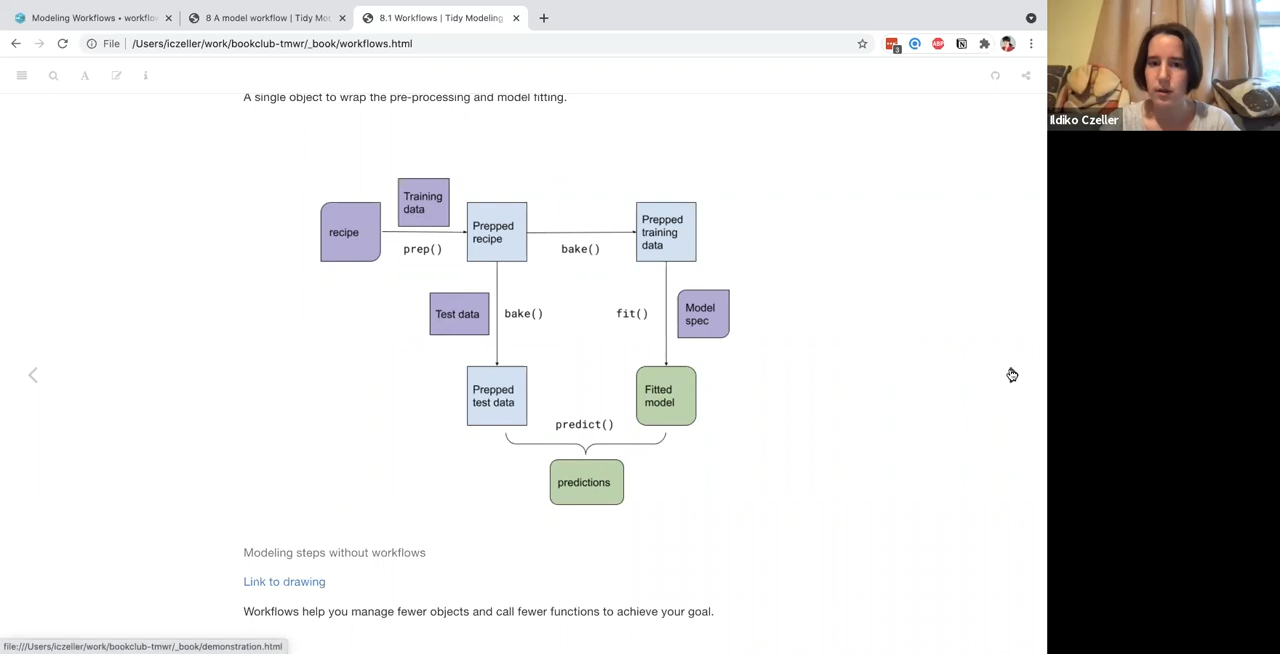 Modeling Workflows • workflow
8 A model workflow | Tidy Mod
8.1 Workflows | Tidy Modeling
File
/Users/iczeller/work/bookclub-tmwr/_book/workflows.html
3
ABP
A
i
A single object to wrap the pre-processing and model fitting.
recipe
Training
data
prep()
Prepped
recipe
bake()
Prepped
training
data
Test data
bake()
fit()
Model
spec
Prepped
test data
Fitted
model
predict()
predictions
Modeling steps without workflows
Link to drawing
Workflows help you manage fewer objects and call fewer functions to achieve your goal.
file:///Users/iczeller/work/bookclub-tmwr/_book/demonstration.html
Ildiko Czeller